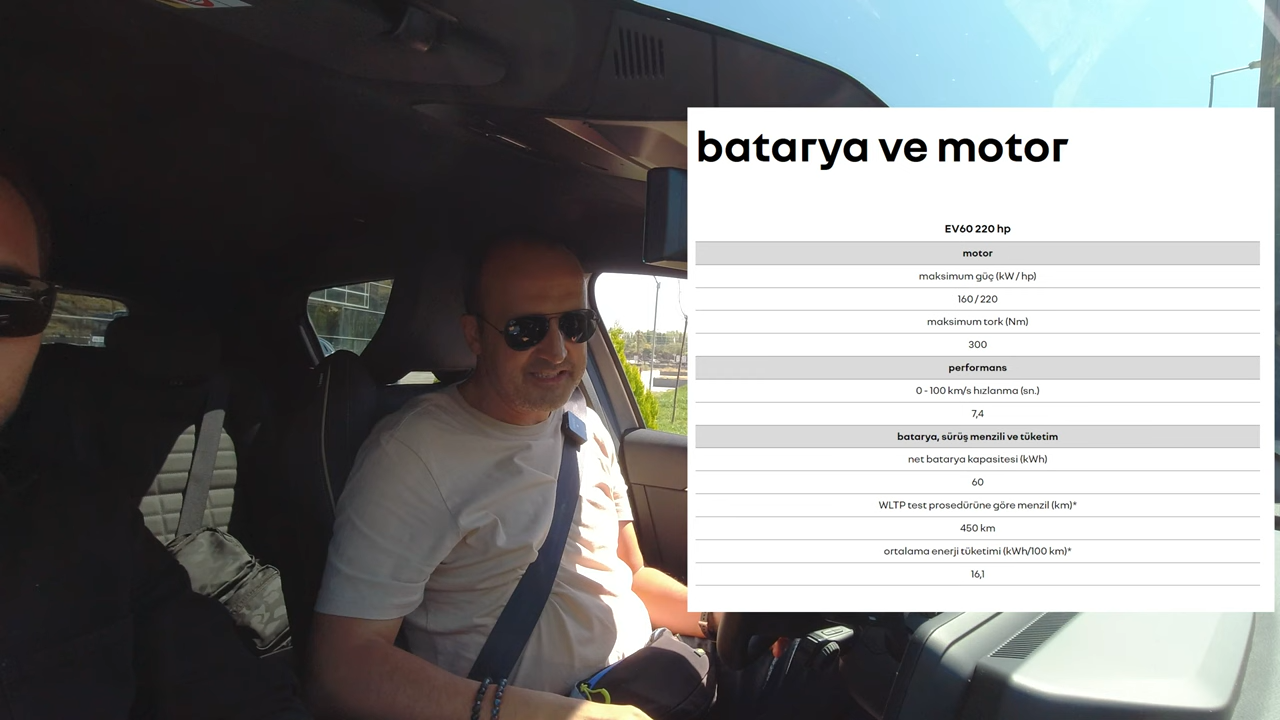 batarya ve motor
EV60 220 hp
motor
maksimum güç (kW / hp)
160 / 220
maksimum tork (Nm)
300
performans
0 - 100 km/s hızlanma (sn.)
7,4
batarya, sürüş menzili ve tüketim
net batarya kapasitesi (kWh)
60
WLTP test prosedürüne göre menzil (km)*
450 km
ortalama enerji tüketimi (kWh/100 km)*
16,1